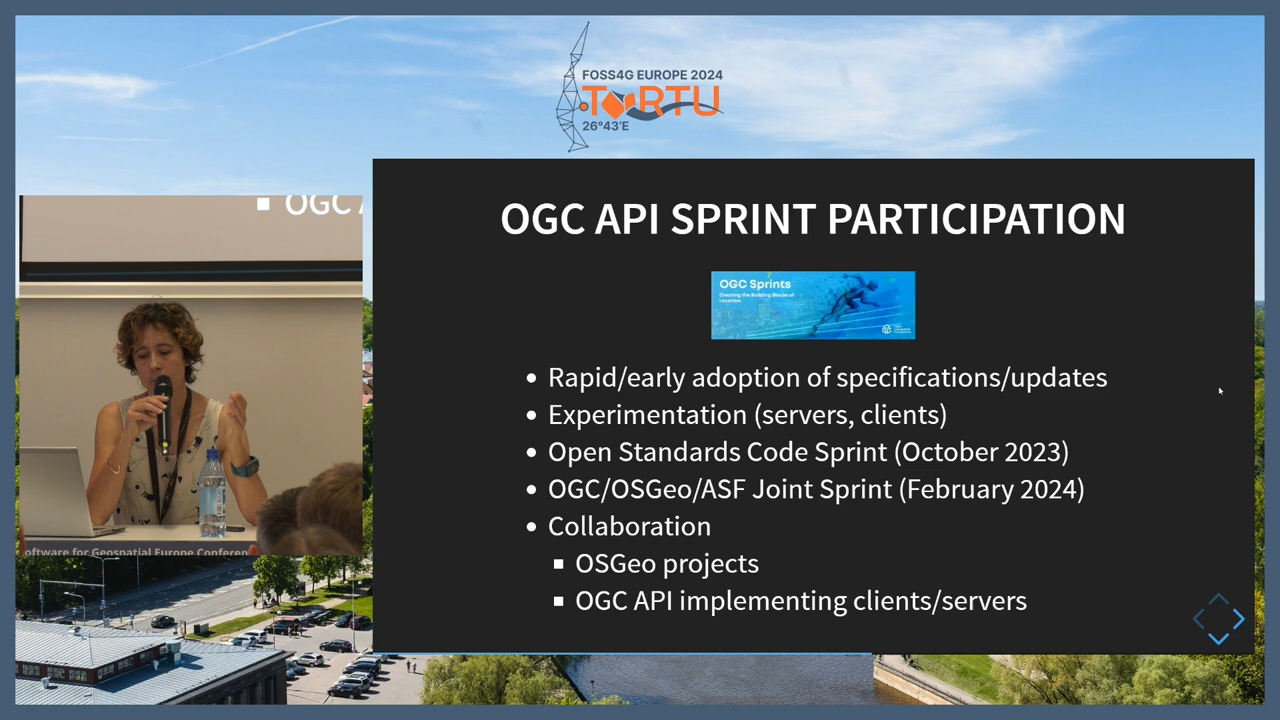 FOSS4G EUROPE 2024
TARTU
26°43'E
OGC
OGC API SPRINT PARTICIPATION
OGC Sprints
Creating the Building Blocks of
Location
Rapid/early adoption of specifications/updates
Experimentation (servers, clients)
Open Standards Code Sprint (October 2023)
OGC/OSGeo/ASF Joint Sprint (February 2024)
Collaboration
OSGeo projects
OGC API implementing clients/servers
oftware for Geospatial Europe Conferen